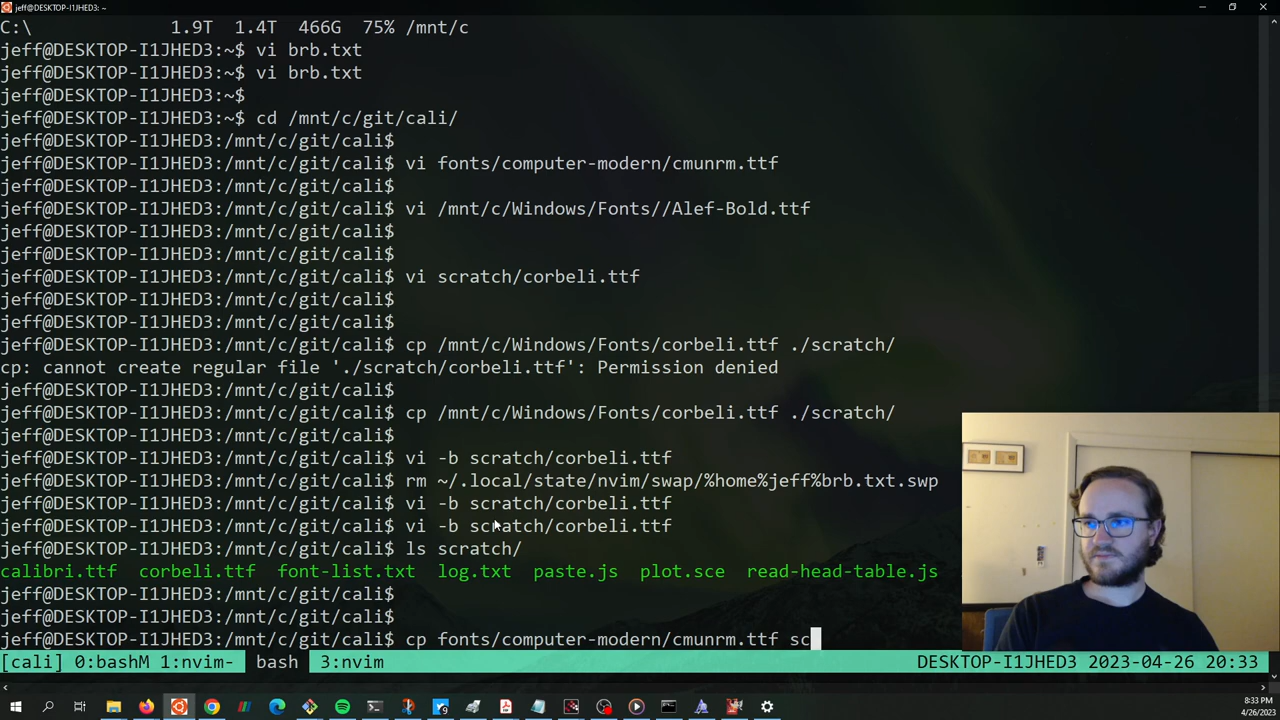 jeff@DESKTOP-I1JHED3: ~
C:\ 1.9T 1.4T 466G 75% /mnt/c
jeff@DESKTOP-I1JHED3:~$ vi brb.txt
jeff@DESKTOP-I1JHED3:~$ vi brb.txt
jeff@DESKTOP-I1JHED3:~$
jeff@DESKTOP-I1JHED3:~$ cd /mnt/c/git/cali/
jeff@DESKTOP-I1JHED3:/mnt/c/git/cali$
jeff@DESKTOP-I1JHED3:/mnt/c/git/cali$ vi fonts/computer-modern/cmunrm.ttf
jeff@DESKTOP-I1JHED3:/mnt/c/git/cali$
jeff@DESKTOP-I1JHED3:/mnt/c/git/cali$ vi /mnt/c/Windows/Fonts//Alef-Bold.ttf
jeff@DESKTOP-I1JHED3:/mnt/c/git/cali$
jeff@DESKTOP-I1JHED3:/mnt/c/git/cali$
jeff@DESKTOP-I1JHED3:/mnt/c/git/cali$ vi scratch/corbeli.ttf
jeff@DESKTOP-I1JHED3:/mnt/c/git/cali$
jeff@DESKTOP-I1JHED3:/mnt/c/git/cali$
jeff@DESKTOP-I1JHED3:/mnt/c/git/cali$ cp /mnt/c/Windows/Fonts/corbeli.ttf ./scratch/
cp: cannot create regular file './scratch/corbeli.ttf': Permission denied
jeff@DESKTOP-I1JHED3:/mnt/c/git/cali$
jeff@DESKTOP-I1JHED3:/mnt/c/git/cali$ cp /mnt/c/Windows/Fonts/corbeli.ttf ./scratch/
jeff@DESKTOP-I1JHED3:/mnt/c/git/cali$
jeff@DESKTOP-I1JHED3:/mnt/c/git/cali$ vi -b scratch/corbeli.ttf
jeff@DESKTOP-I1JHED3:/mnt/c/git/cali$ rm ~/.local/state/nvim/swap/%home%jeff%brb.txt.swp
jeff@DESKTOP-I1JHED3:/mnt/c/git/cali$ vi -b scratch/corbeli.ttf
jeff@DESKTOP-I1JHED3:/mnt/c/git/cali$ vi -b scratch/corbeli.ttf
jeff@DESKTOP-I1JHED3:/mnt/c/git/cali$ ls scratch/
calibri.ttf corbeli.ttf font-list.txt log.txt paste.js plot.sce read-head-table.js
jeff@DESKTOP-I1JHED3:/mnt/c/git/cali$
jeff@DESKTOP-I1JHED3:/mnt/c/git/cali$
jeff@DESKTOP-I1JHED3:/mnt/c/git/cali$ cp fonts/computer-modern/cmunrm.ttf sc
[cali] 0:bashM 1:nvim- bash 3:nvim DESKTOP-I1JHED3 2023-04-26 20:33
8:33 PM
4/26/2023